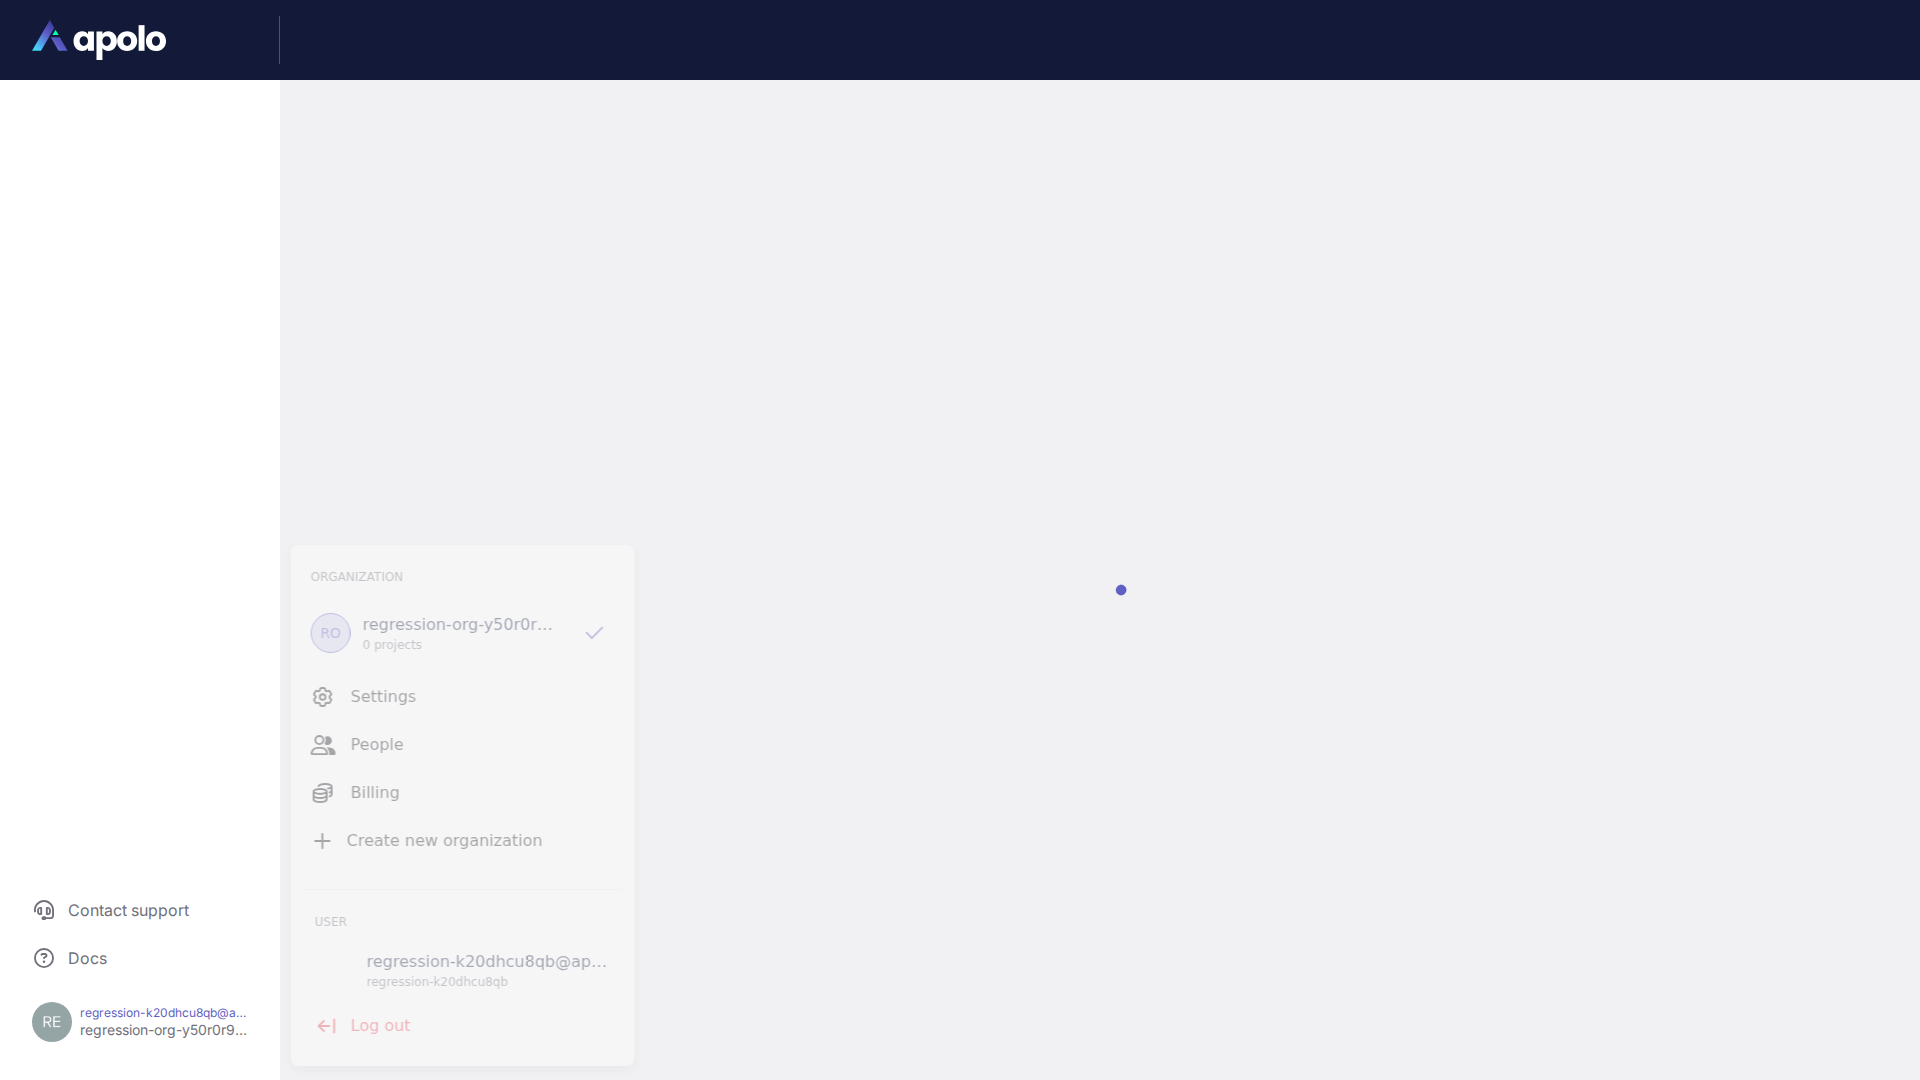 apolo
ORGANIZATION
RO
regression-org-y50r0r...
0 projects
Settings
People
Billing
Create new organization
USER
regression-k20dhcu8qb@ap...
regression-k20dhcu8qb
Log out
Contact support
Docs
RE
regression-k20dhcu8qb@a...
regression-org-y50r0r9...